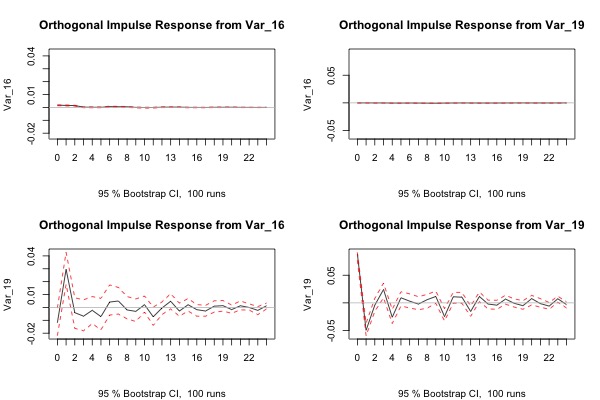 Orthogonal Impulse Response from Var_16
Var_16
0.04
0.01
-0.02
0 2 4 6 8 10 13 16 19 22
95 % Bootstrap CI, 100 runs
Orthogonal Impulse Response from Var_19
Var_16
0.05
-0.05
0 2 4 6 8 10 13 16 19 22
95 % Bootstrap CI, 100 runs
Orthogonal Impulse Response from Var_16
Var_19
0.04
0.01
-0.02
0 2 4 6 8 10 13 16 19 22
95 % Bootstrap CI, 100 runs
Orthogonal Impulse Response from Var_19
Var_19
0.05
-0.05
0 2 4 6 8 10 13 16 19 22
95 % Bootstrap CI, 100 runs